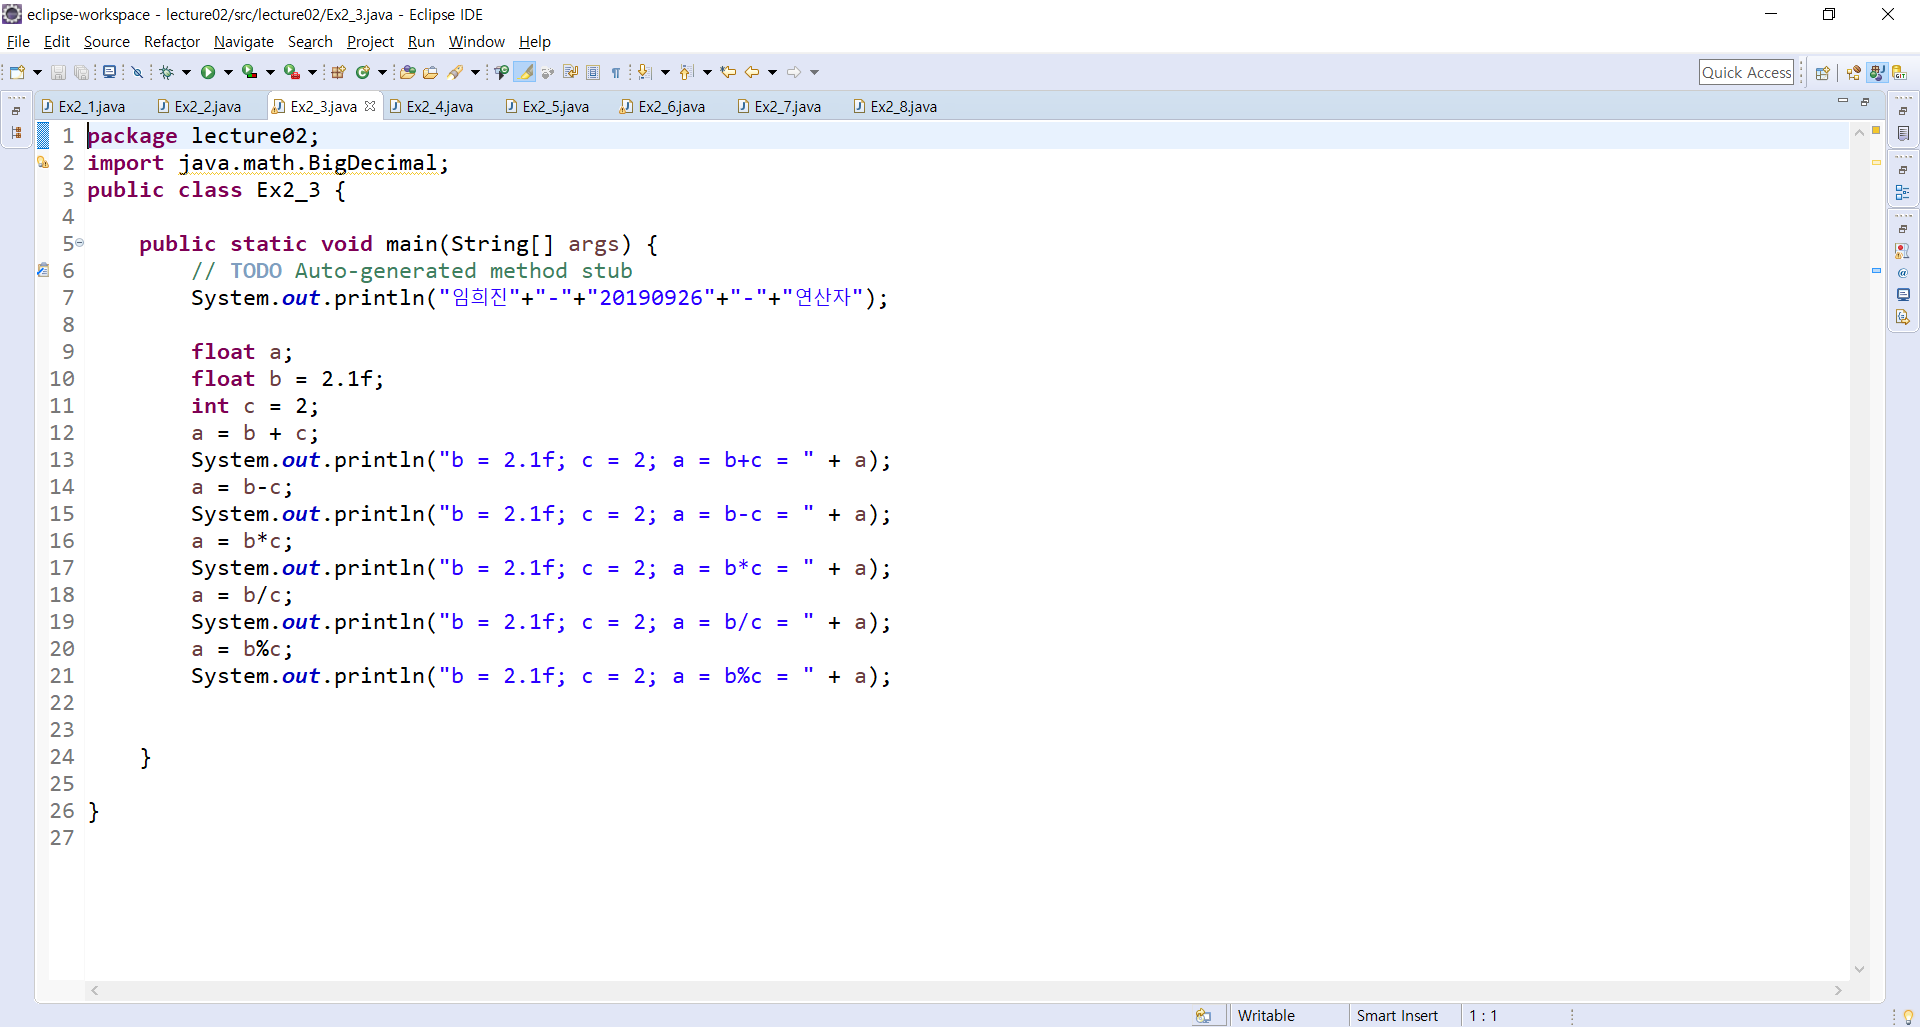 eclipse-workspace - lecture02/src/lecture02/Ex2_3.java - Eclipse IDE
File Edit Source Refactor Navigate Search Project Run Window Help
Quick Access
Ex2_1.java Ex2_2.java Ex2_3.java Ex2_4.java Ex2_5.java Ex2_6.java Ex2_7.java Ex2_8.java
1 package lecture02;
2 import java.math.BigDecimal;
3 public class Ex2_3 {
4
5     public static void main(String[] args) {
6         // TODO Auto-generated method stub
7         System.out.println("임희진"+"-"+"20190926"+"-"+"연산자");
8
9         float a;
10         float b = 2.1f;
11         int c = 2;
12         a = b + c;
13         System.out.println("b = 2.1f; c = 2; a = b+c = " + a);
14         a = b-c;
15         System.out.println("b = 2.1f; c = 2; a = b-c = " + a);
16         a = b*c;
17         System.out.println("b = 2.1f; c = 2; a = b*c = " + a);
18         a = b/c;
19         System.out.println("b = 2.1f; c = 2; a = b/c = " + a);
20         a = b%c;
21         System.out.println("b = 2.1f; c = 2; a = b%c = " + a);
22
23
24     }
25
26 }
27
Writable Smart Insert 1 : 1